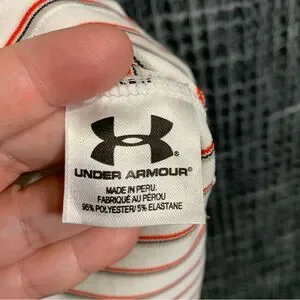 UNDER ARMOUR®
MADE IN PERU.
FABRIQUÉ AU PÉROU
95% POLYESTER/ 5% ELASTANE